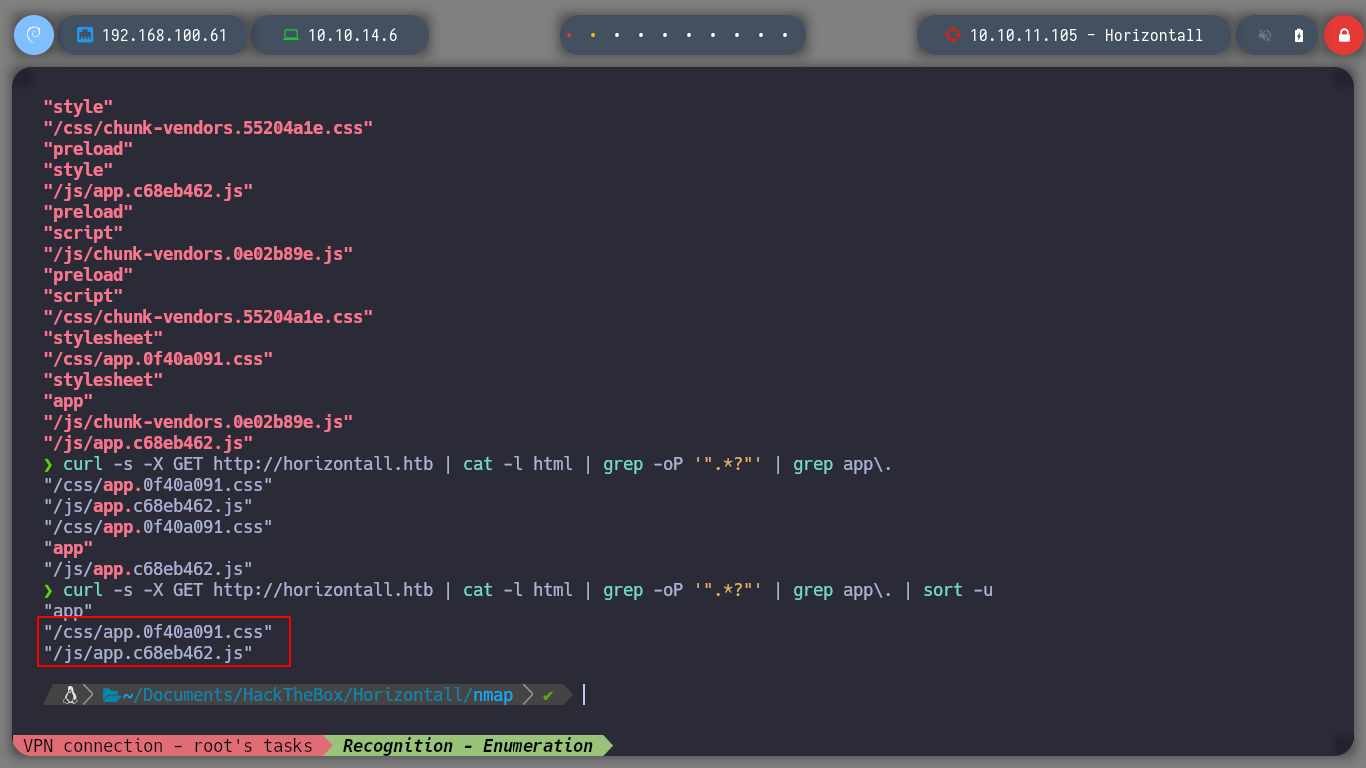 192.168.100.61 10.10.14.6 10.10.11.105 - Horizontall
"style"
"/css/chunk-vendors.55204a1e.css"
"preload"
"style"
"/js/app.c68eb462.js"
"preload"
"script"
"/js/chunk-vendors.0e02b89e.js"
"preload"
"script"
"/css/chunk-vendors.55204a1e.css"
"stylesheet"
"/css/app.0f40a091.css"
"stylesheet"
"app"
"/js/chunk-vendors.0e02b89e.js"
"/js/app.c68eb462.js"
❯ curl -s -X GET http://horizontall.htb | cat -l html | grep -oP '".*?"' | grep app\.
"/css/app.0f40a091.css"
"/js/app.c68eb462.js"
"/css/app.0f40a091.css"
"app"
"/js/app.c68eb462.js"
❯ curl -s -X GET http://horizontall.htb | cat -l html | grep -oP '".*?"' | grep app\. | sort -u
"app"
"/css/app.0f40a091.css"
"/js/app.c68eb462.js"
~/Documents/HackTheBox/Horizontall/nmap ✔
VPN connection - root's tasks Recognition - Enumeration